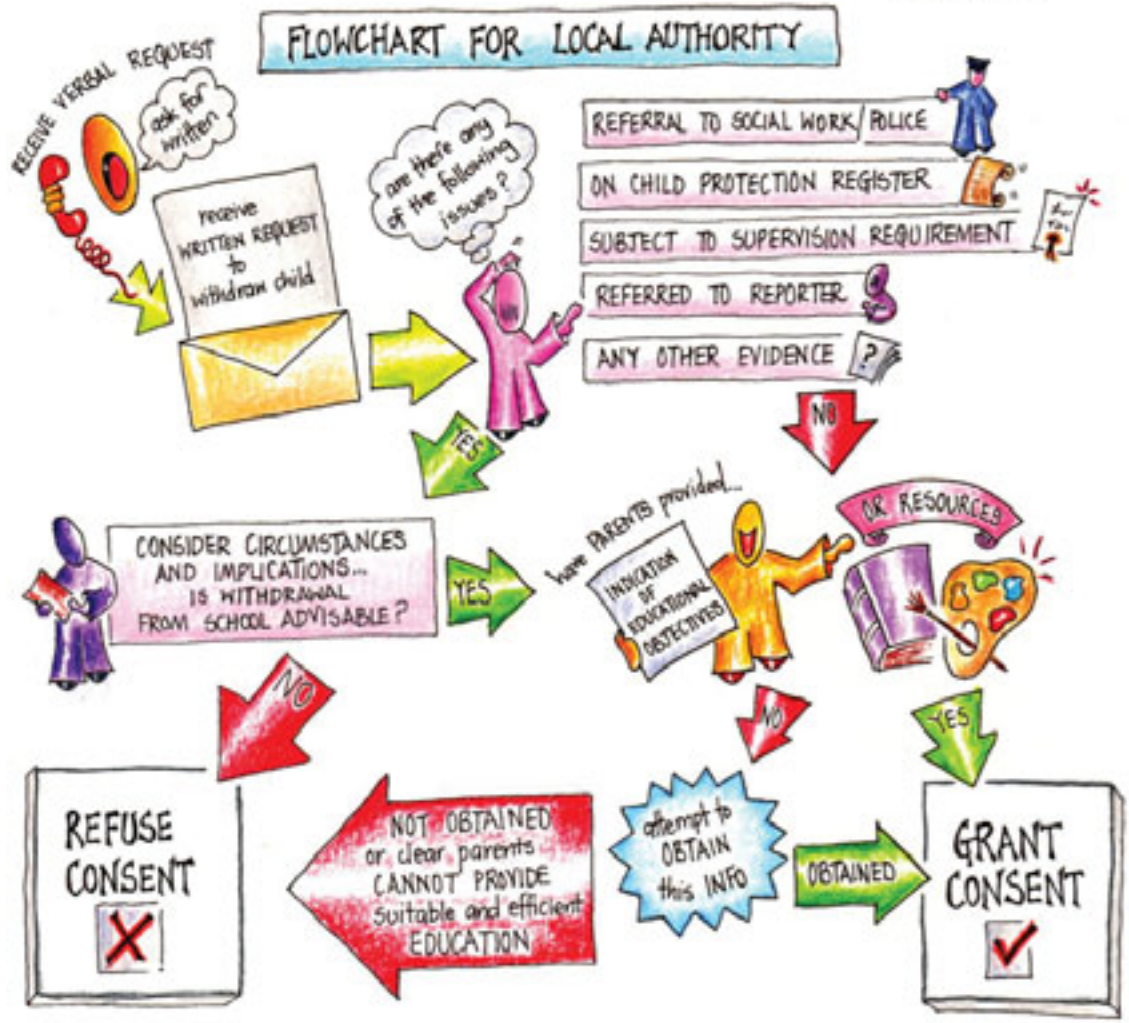 FLOWCHART FOR LOCAL AUTHORITY
RECEIVE VERBAL REQUEST
ask for
written
receive
WRITTEN REQUEST
to
withdraw child
are there any
of the following
issues?
REFERRAL TO SOCIAL WORK/POLICE
ON CHILD PROTECTION REGISTER
SUBJECT TO SUPERVISION REQUIREMENT
REFERRED TO REPORTER
ANY OTHER EVIDENCE
?
NO
YES
CONSIDER CIRCUMSTANCES
AND IMPLICATIONS...
IS WITHDRAWAL
FROM SCHOOL ADVISABLE?
YES
have PARENTS provided...
INDICATION
OF
EDUCATIONAL
OBJECTIVES
OR RESOURCES
NO
NO
YES
REFUSE
CONSENT
NOT OBTAINED
or clear parents
CANNOT PROVIDE
suitable and efficient
EDUCATION
attempt to
OBTAIN
this INFO
OBTAINED
GRANT
CONSENT